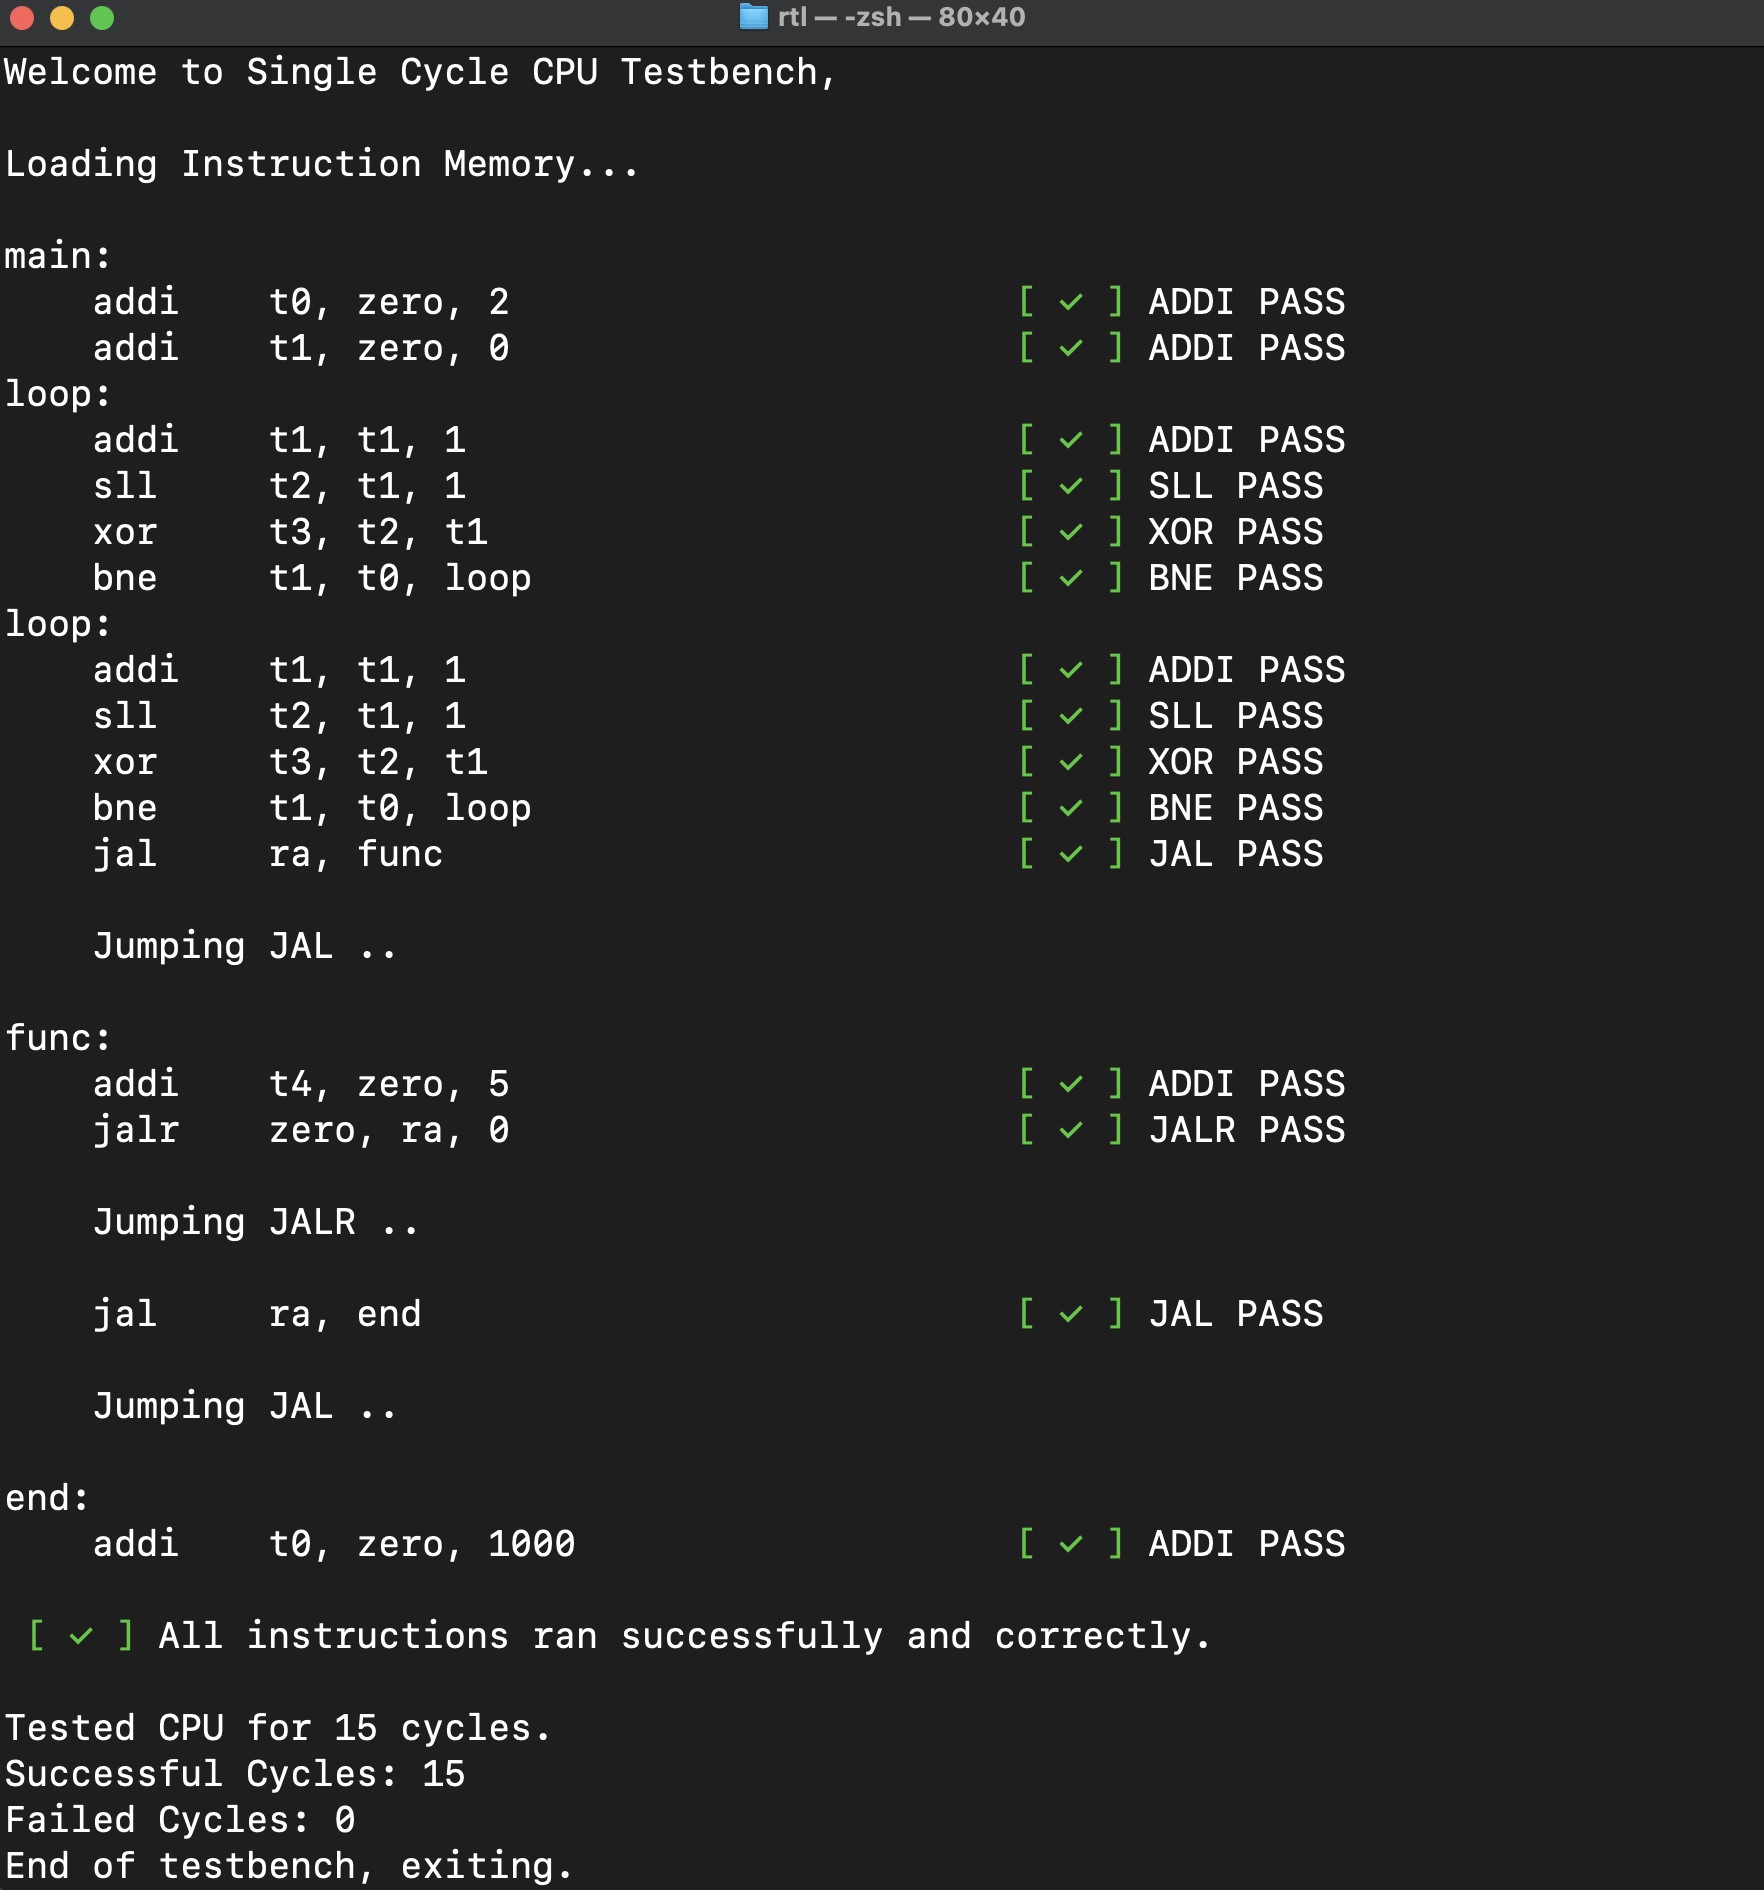 rtl — -zsh — 80×40
Welcome to Single Cycle CPU Testbench,
Loading Instruction Memory...
main:
addi t0, zero, 2 [ ✓ ] ADDI PASS
addi t1, zero, 0 [ ✓ ] ADDI PASS
loop:
addi t1, t1, 1 [ ✓ ] ADDI PASS
sll t2, t1, 1 [ ✓ ] SLL PASS
xor t3, t2, t1 [ ✓ ] XOR PASS
bne t1, t0, loop [ ✓ ] BNE PASS
loop:
addi t1, t1, 1 [ ✓ ] ADDI PASS
sll t2, t1, 1 [ ✓ ] SLL PASS
xor t3, t2, t1 [ ✓ ] XOR PASS
bne t1, t0, loop [ ✓ ] BNE PASS
jal ra, func [ ✓ ] JAL PASS
Jumping JAL ..
func:
addi t4, zero, 5 [ ✓ ] ADDI PASS
jalr zero, ra, 0 [ ✓ ] JALR PASS
Jumping JALR ..
jal ra, end [ ✓ ] JAL PASS
Jumping JAL ..
end:
addi t0, zero, 1000 [ ✓ ] ADDI PASS
[ ✓ ] All instructions ran successfully and correctly.
Tested CPU for 15 cycles.
Successful Cycles: 15
Failed Cycles: 0
End of testbench, exiting.